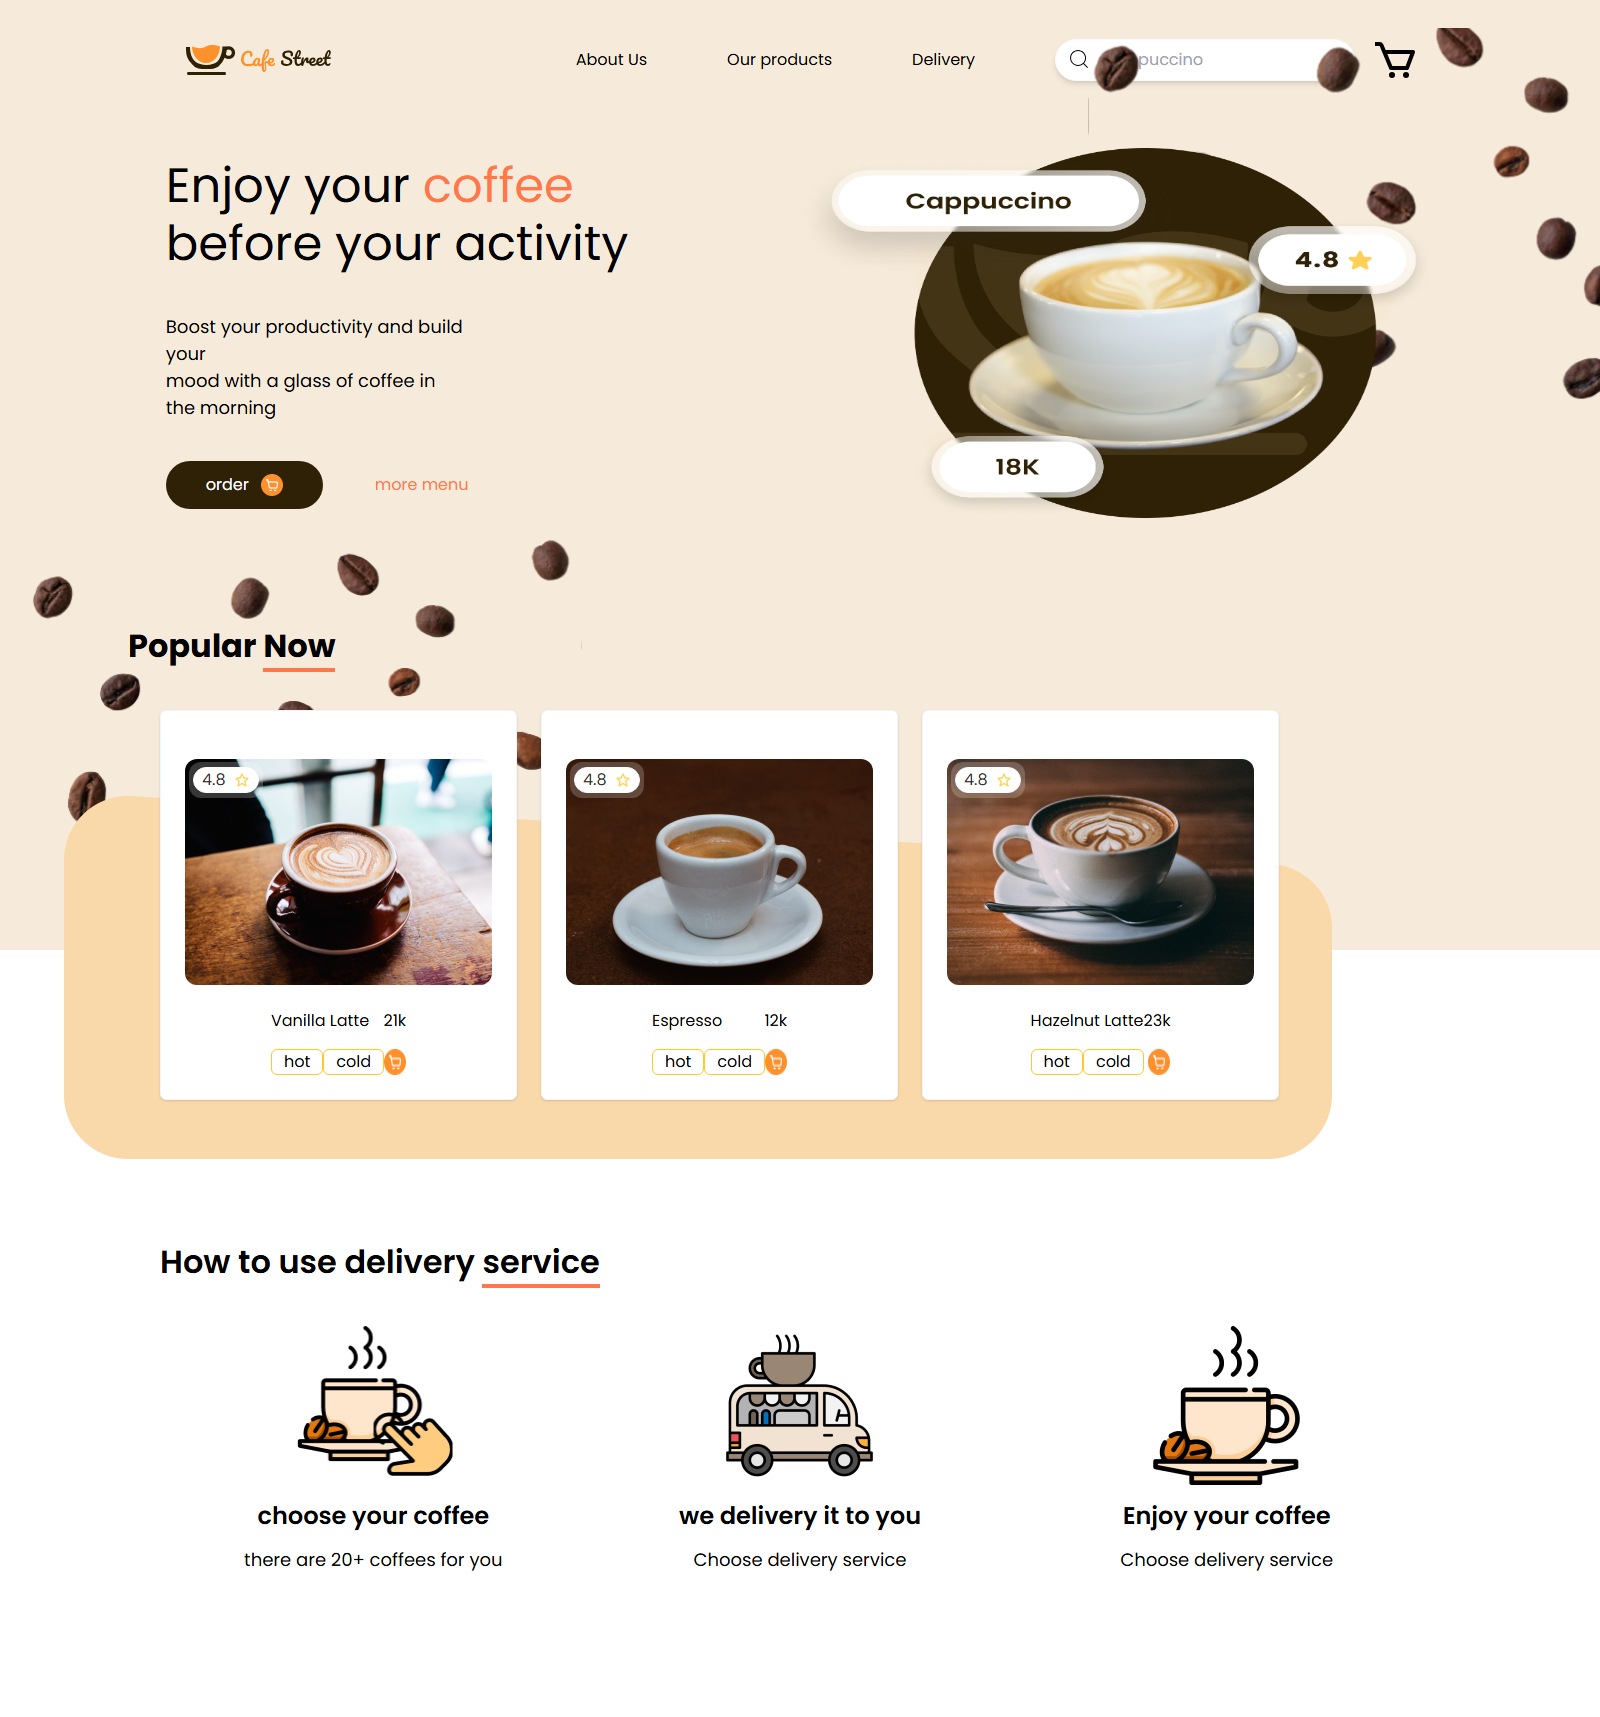 Cafe Street
About Us
Our products
Delivery
puccino
Enjoy your coffee
before your activity
Boost your productivity and build
your
mood with a glass of coffee in
the morning
order
more menu
Cappuccino
4.8
18K
Popular Now
4.8
4.8
4.8
Vanilla Latte 21k
hot cold
Espresso 12k
hot cold
Hazelnut Latte23k
hot cold
How to use delivery service
choose your coffee
there are 20+ coffees for you
we delivery it to you
Choose delivery service
Enjoy your coffee
Choose delivery service